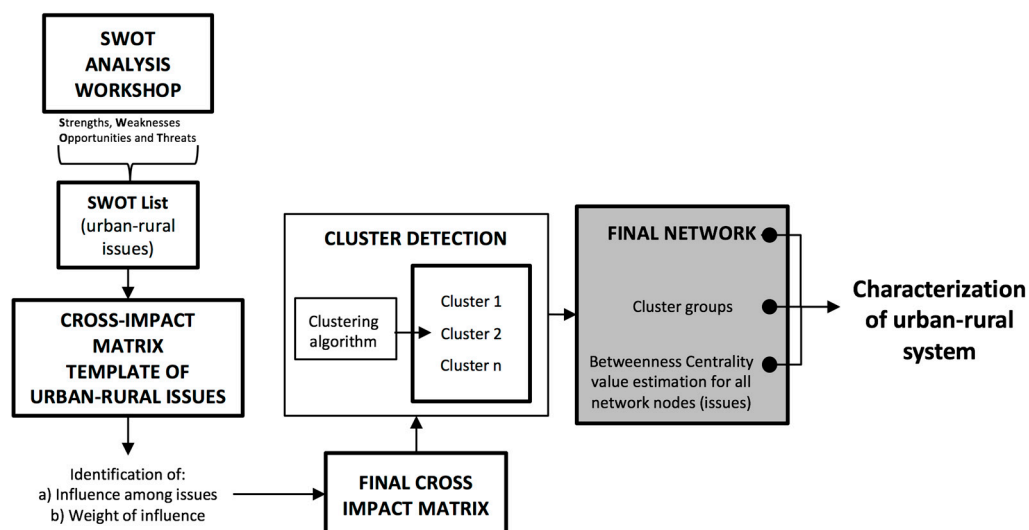 SWOT
ANALYSIS
WORKSHOP
Strengths, Weaknesses
Opportunities and Threats
SWOT List
(urban-rural
issues)
CROSS-IMPACT
MATRIX
TEMPLATE OF
URBAN-RURAL ISSUES
Identification of:
a) Influence among issues
b) Weight of influence
FINAL CROSS
IMPACT MATRIX
CLUSTER DETECTION
Clustering
algorithm
Cluster 1
Cluster 2
Cluster n
FINAL NETWORK
Cluster groups
Betweenness Centrality
value estimation for all
network nodes (issues)
Characterization
of urban-rural
system